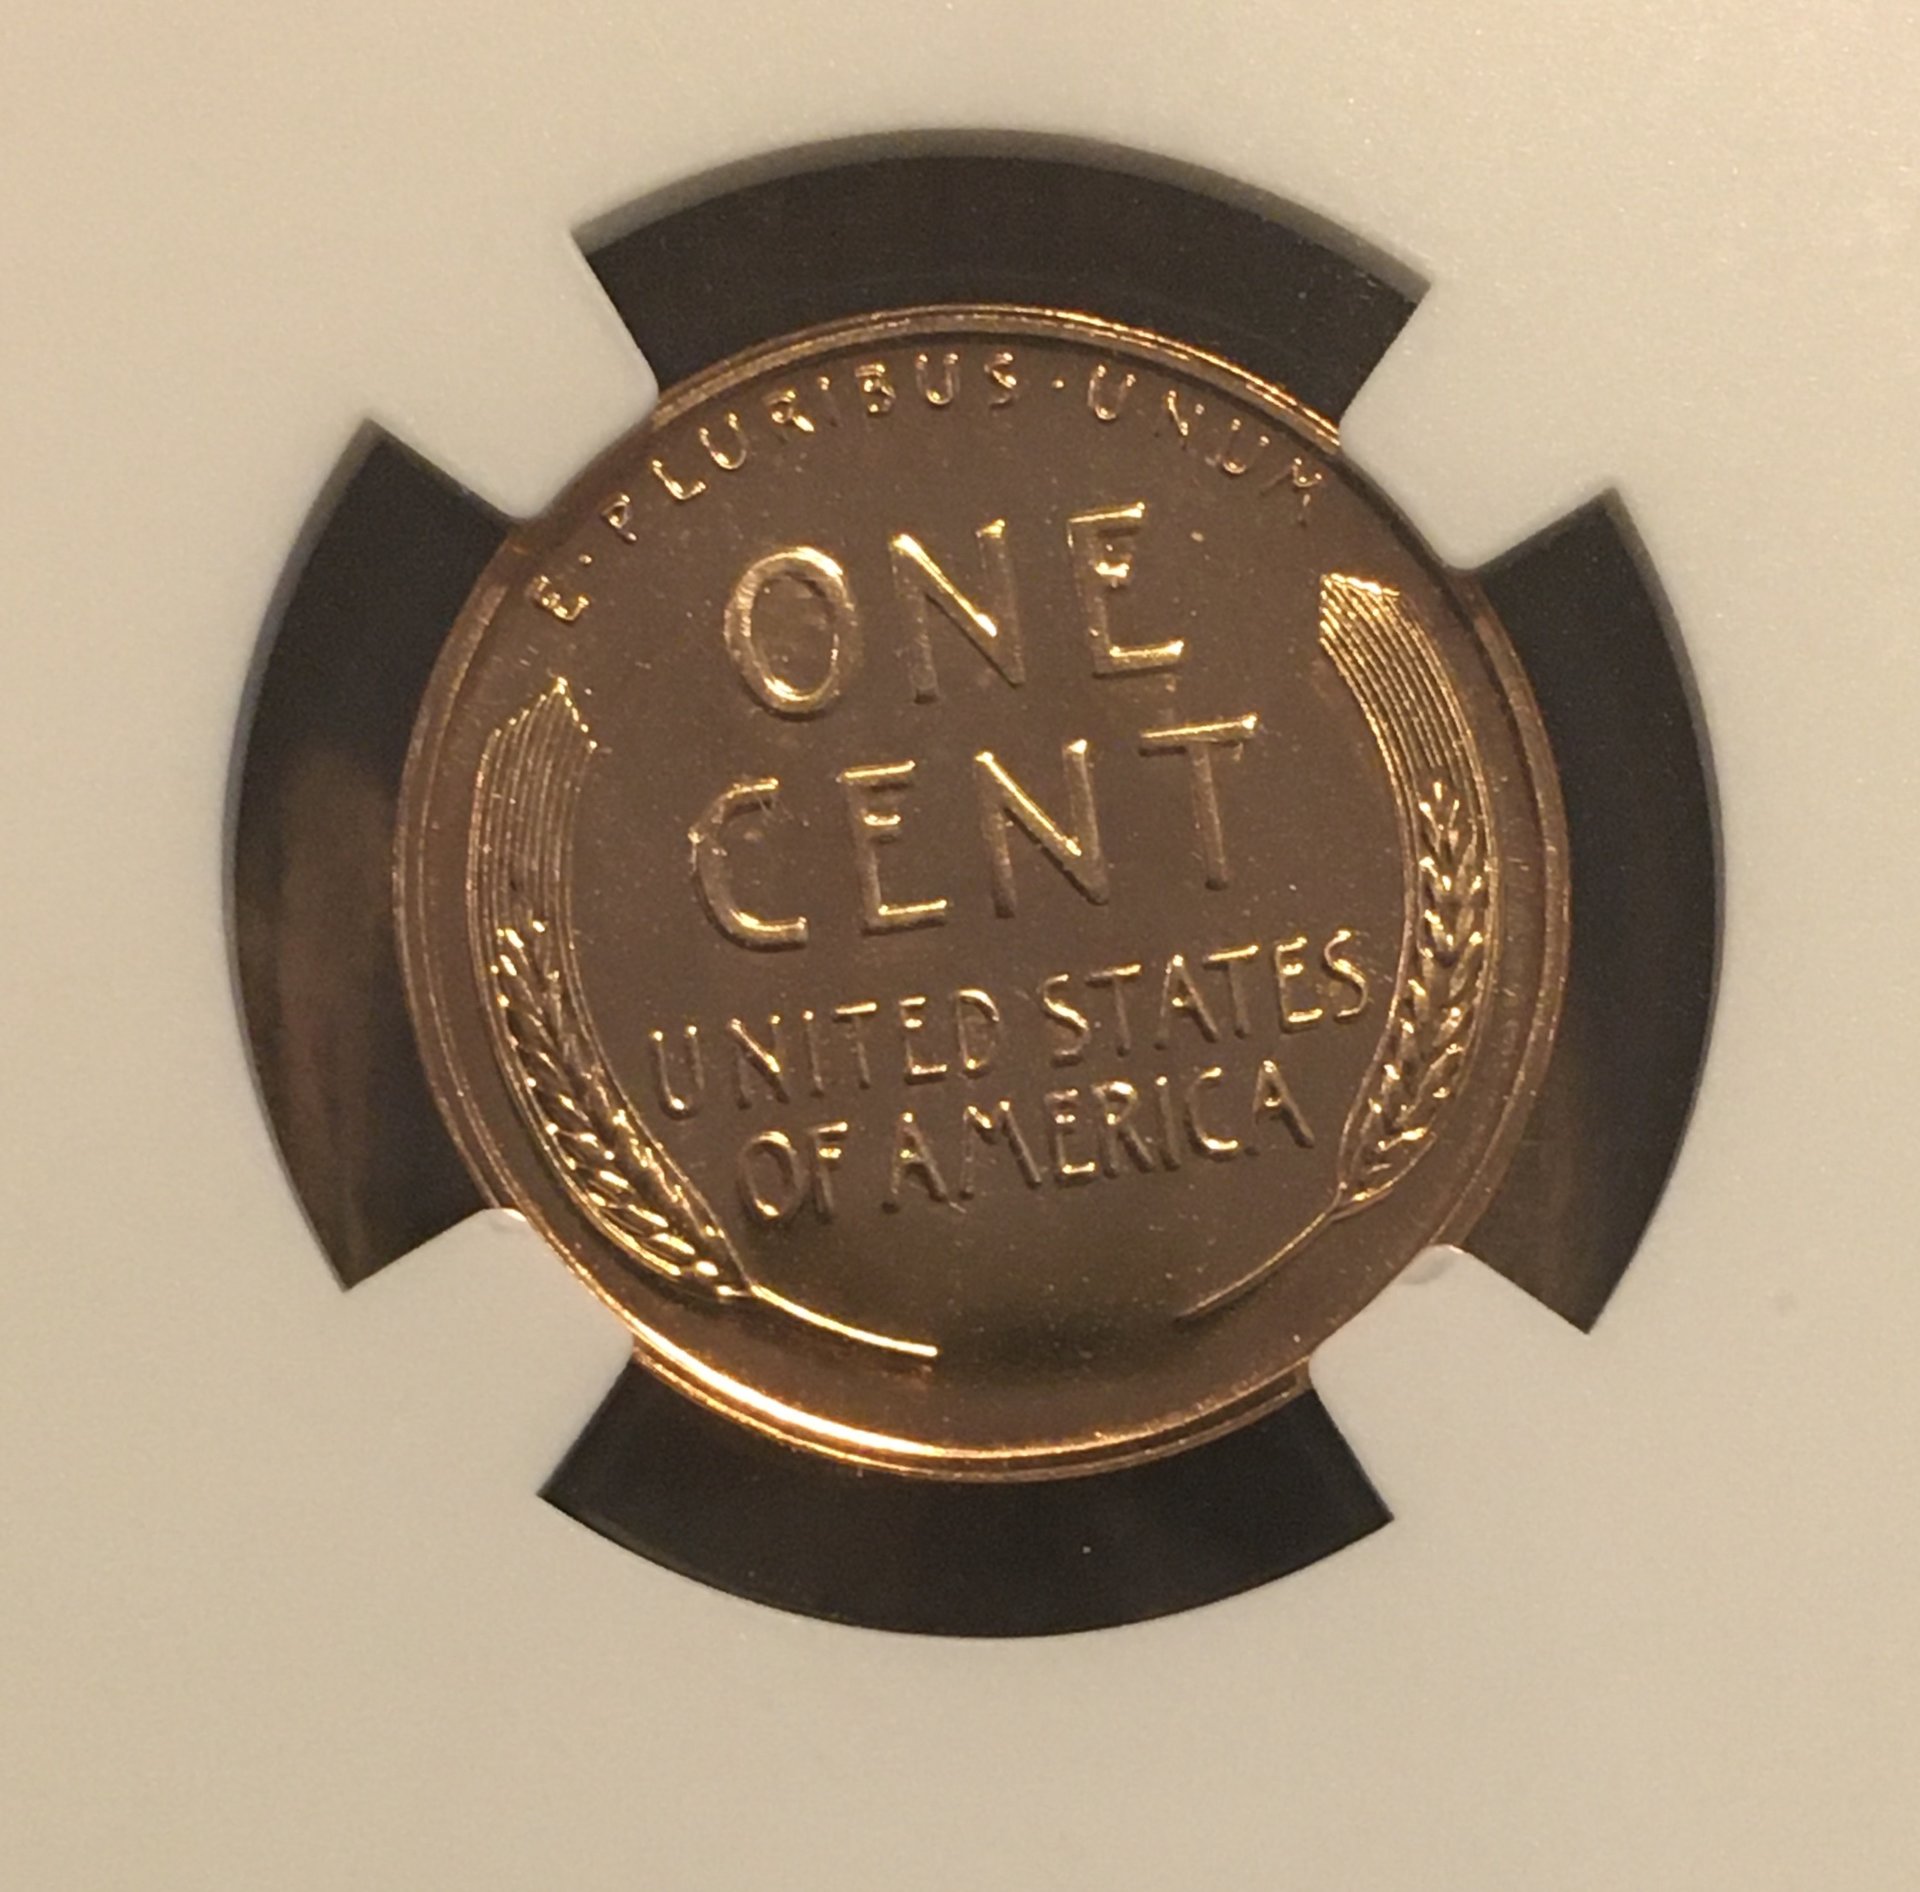 E·PLURIBUS·UNUM
ONE
CENT
UNITED STATES
OF AMERICA